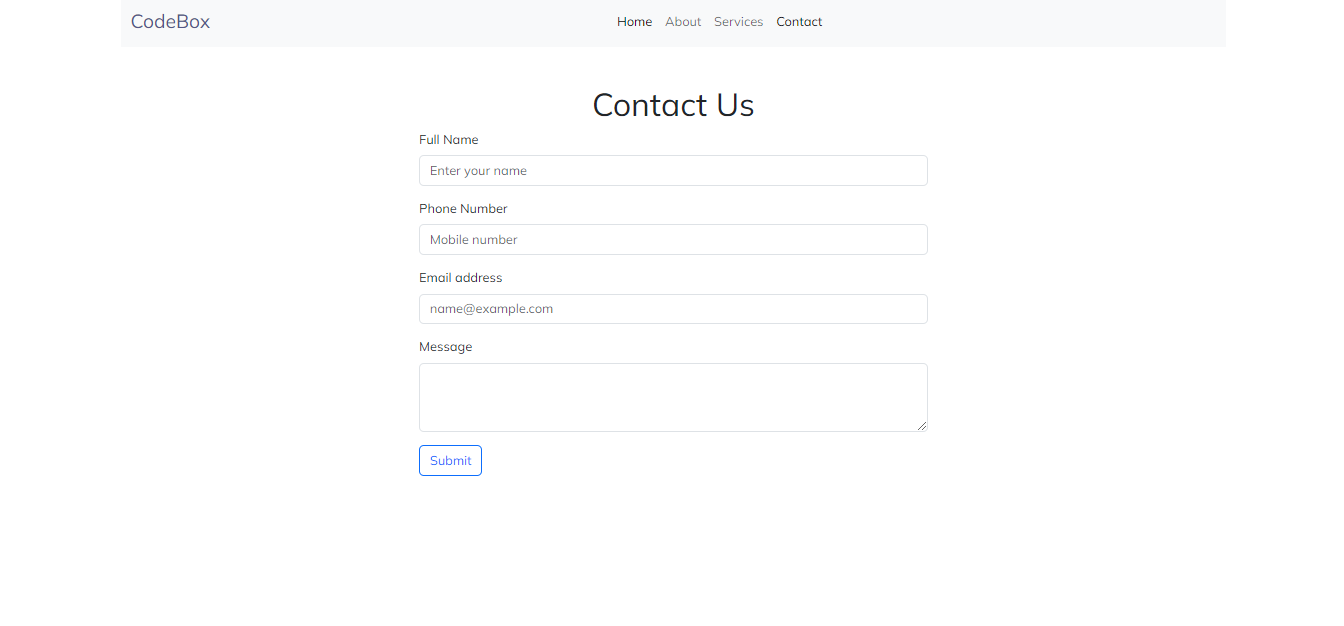 CodeBox Home About Services Contact
Contact Us
Full Name
Enter your name
Phone Number
Mobile number
Email address
name@example.com
Message
Submit